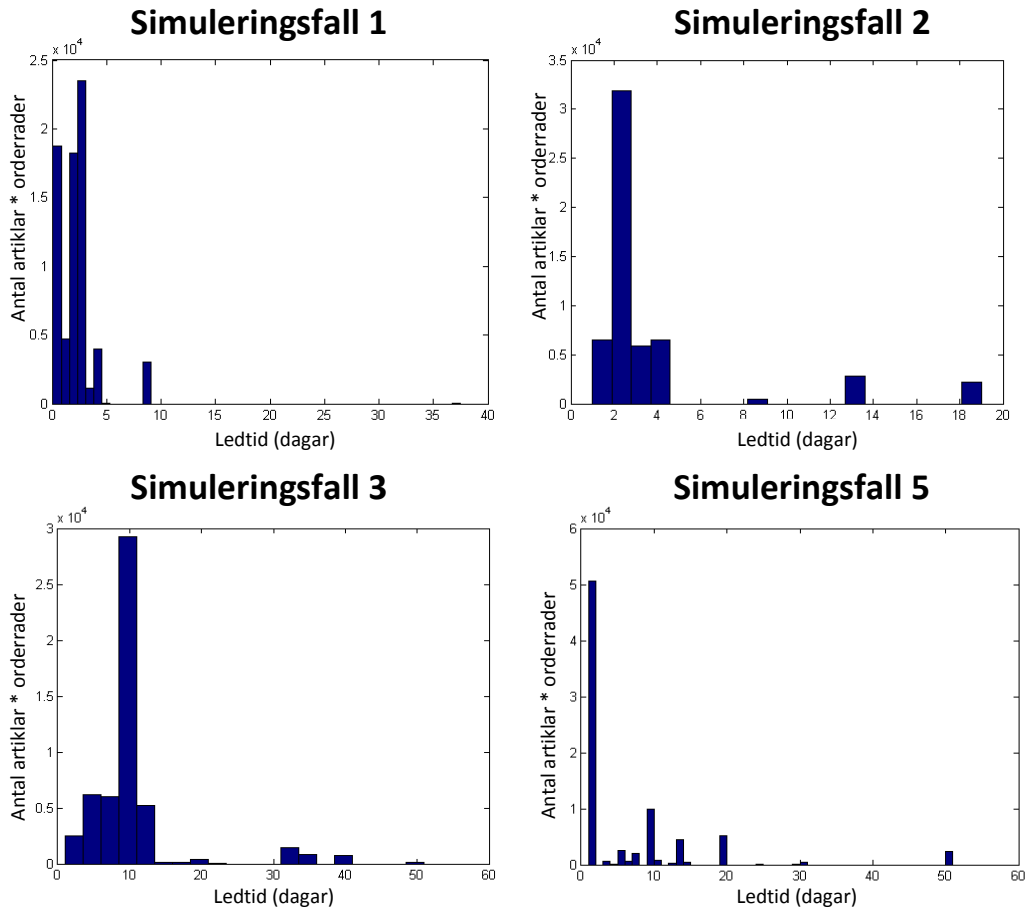 Simuleringsfall 1
x 10^4
2.5
2
1.5
1
0.5
0
Antal artiklar * orderrader
0 5 10 15 20 25 30 35 40
Ledtid (dagar)
Simuleringsfall 2
x 10^4
3.5
3
2.5
2
1.5
1
0.5
0
Antal artiklar * orderrader
0 2 4 6 8 10 12 14 16 18 20
Ledtid (dagar)
Simuleringsfall 3
x 10^4
3
2.5
2
1.5
1
0.5
0
Antal artiklar * orderrader
0 10 20 30 40 50 60
Ledtid (dagar)
Simuleringsfall 5
x 10^4
6
5
4
3
2
1
0
Antal artiklar * orderrader
0 10 20 30 40 50 60
Ledtid (dagar)